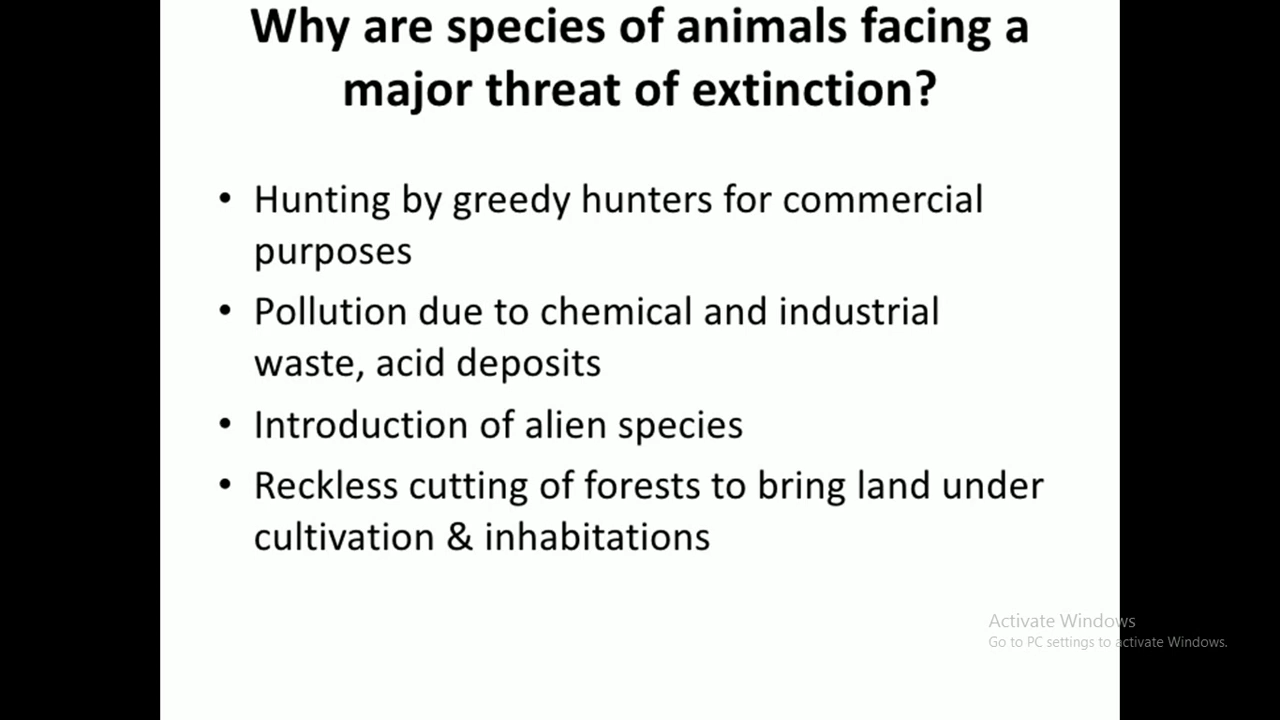 Why are species of animals facing a
major threat of extinction?
• Hunting by greedy hunters for commercial
purposes
• Pollution due to chemical and industrial
waste, acid deposits
• Introduction of alien species
• Reckless cutting of forests to bring land under
cultivation & inhabitations
Activate Windows
Go to PC settings to activate Windows.